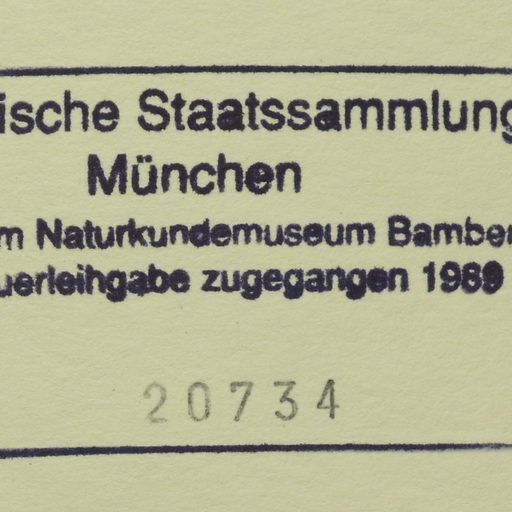 ische Staatssammlung
München
m Naturkundemuseum Bamber
uerleihgabe zugegangen 1989
20734